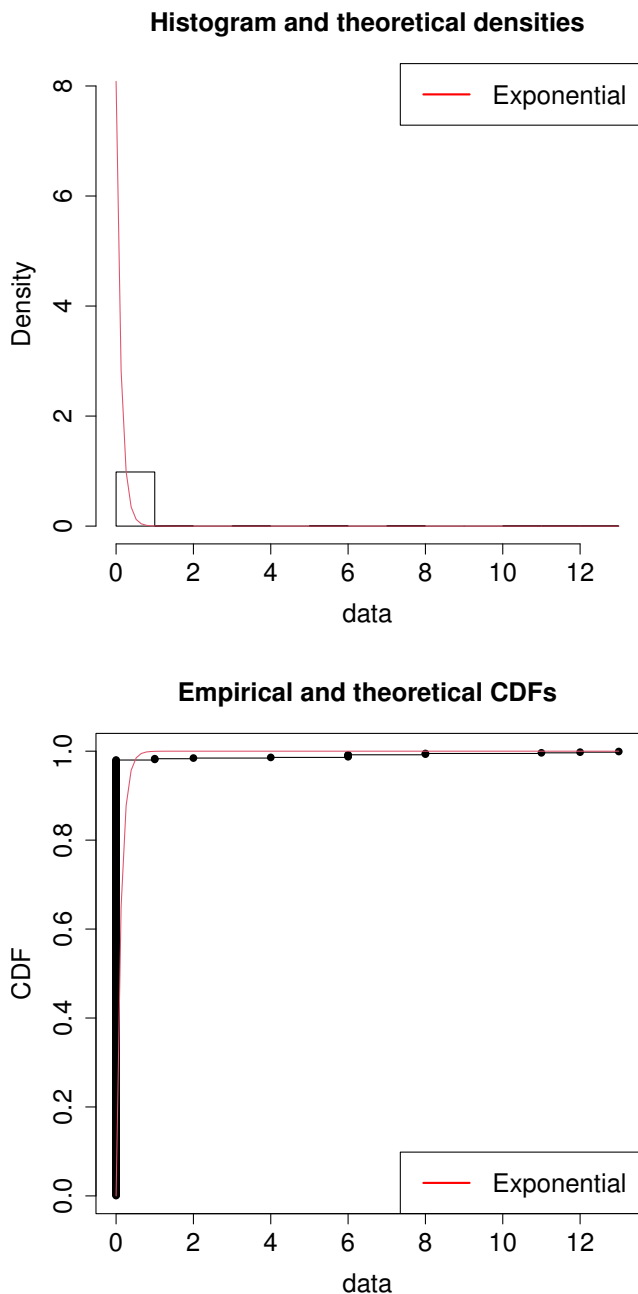 Histogram and theoretical densities
Exponential
Density
0 2 4 6 8
0 2 4 6 8 10 12
data
Empirical and theoretical CDFs
CDF
0.0 0.2 0.4 0.6 0.8 1.0
Exponential
0 2 4 6 8 10 12
data